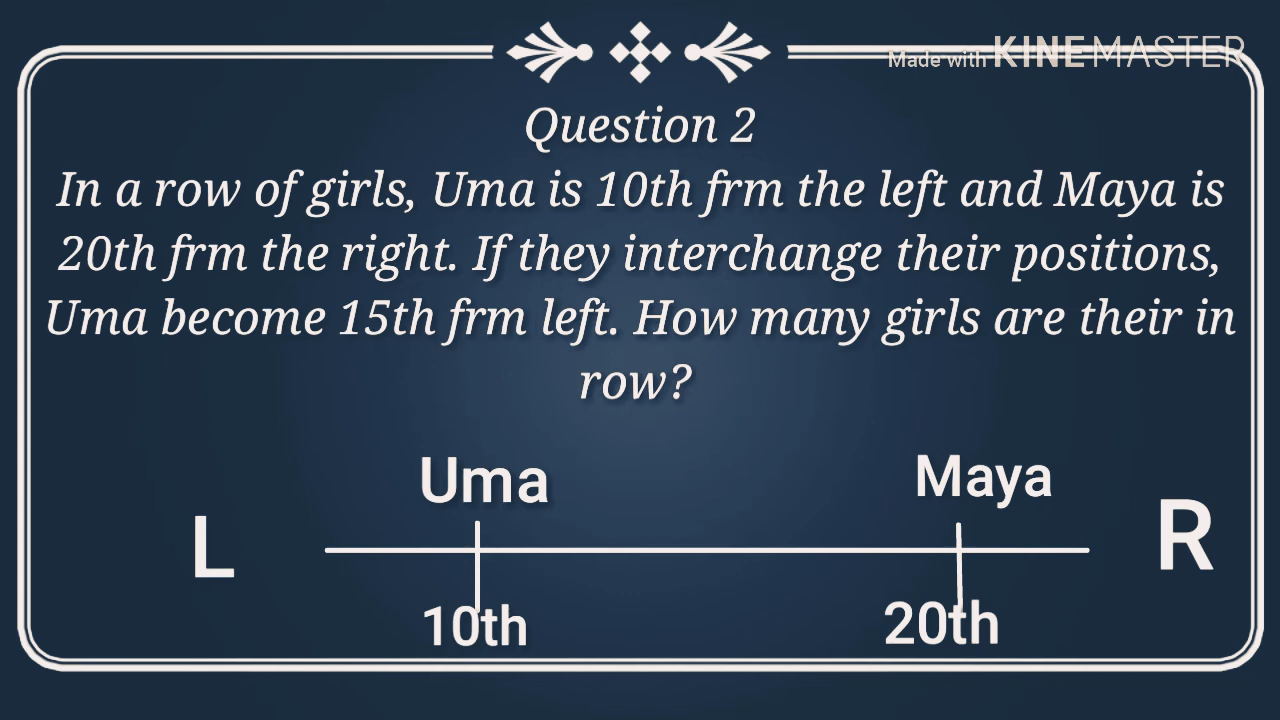 Made with KINEMASTER
Question 2
In a row of girls, Uma is 10th frm the left and Maya is
20th frm the right. If they interchange their positions,
Uma become 15th frm left. How many girls are their in
row?
Uma
Maya
L
R
10th
20th